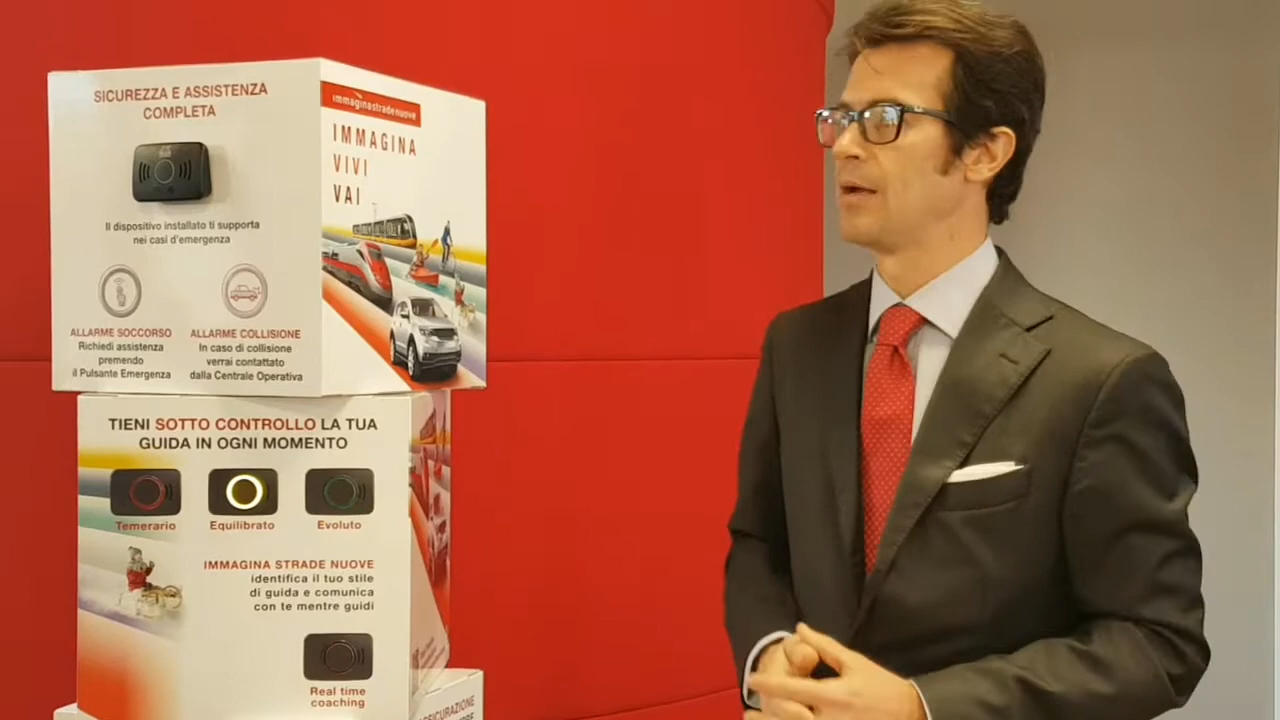 SICUREZZA E ASSISTENZA
COMPLETA
Il dispositivo installato ti supporta
nei casi d'emergenza
ALLARME SOCCORSO
Richiedi assistenza
premendo
il Pulsante Emergenza
ALLARME COLLISIONE
In caso di collisione
verrai contattato
dalla Centrale Operativa
immaginastradenuove
IMMAGINA
VIVI
VAI
TIENI SOTTO CONTROLLO LA TUA
GUIDA IN OGNI MOMENTO
Temerario
Equilibrato
Evoluto
IMMAGINA STRADE NUOVE
identifica il tuo stile
di guida e comunica
con te mentre guidi
Real time
coaching